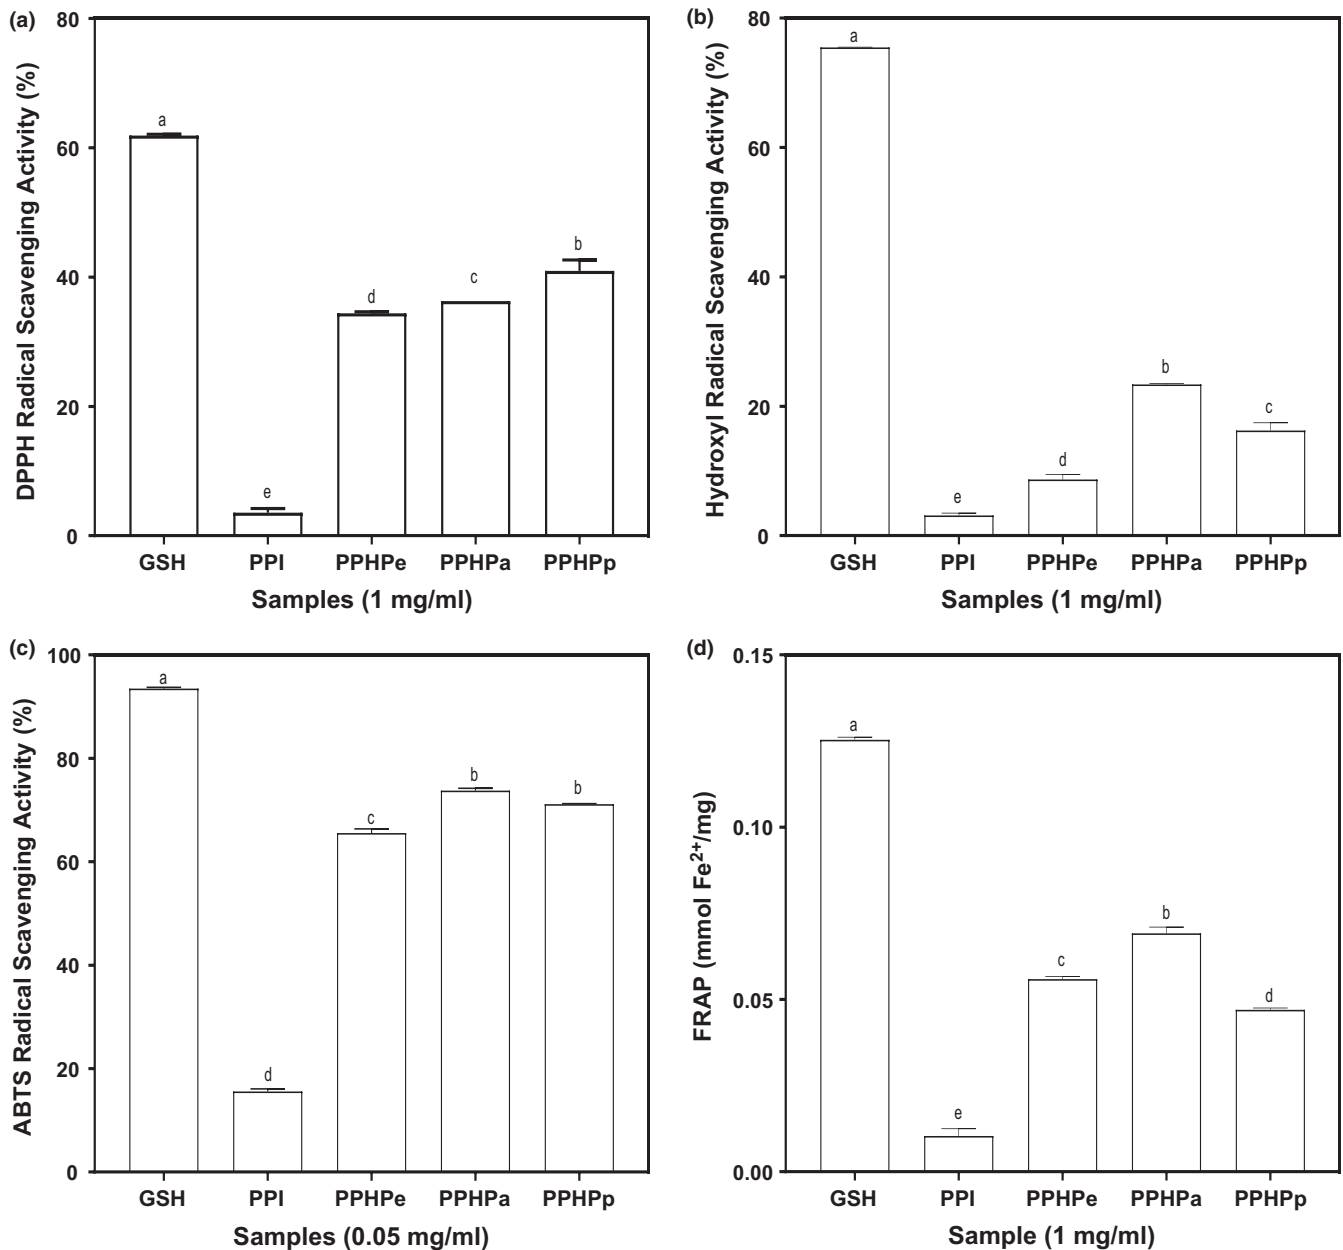 (a)
DPPH Radical Scavenging Activity (%)
80
60
40
20
0
a
e
d
c
b
GSH PPI PPHPe PPHPa PPHPp
Samples (1 mg/ml)
(b)
Hydroxyl Radical Scavenging Activity (%)
80
60
40
20
0
a
e
d
b
c
GSH PPI PPHPe PPHPa PPHPp
Samples (1 mg/ml)
(c)
ABTS Radical Scavenging Activity (%)
100
80
60
40
20
0
a
d
c
b
b
GSH PPI PPHPe PPHPa PPHPp
Samples (0.05 mg/ml)
(d)
FRAP (mmol Fe²⁺/mg)
0.15
0.10
0.05
0.00
a
e
c
b
d
GSH PPI PPHPe PPHPa PPHPp
Sample (1 mg/ml)